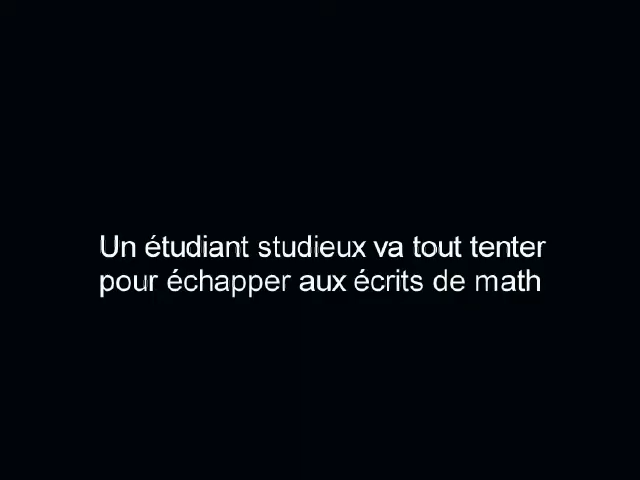 Un étudiant studieux va tout tenter
pour échapper aux écrits de math